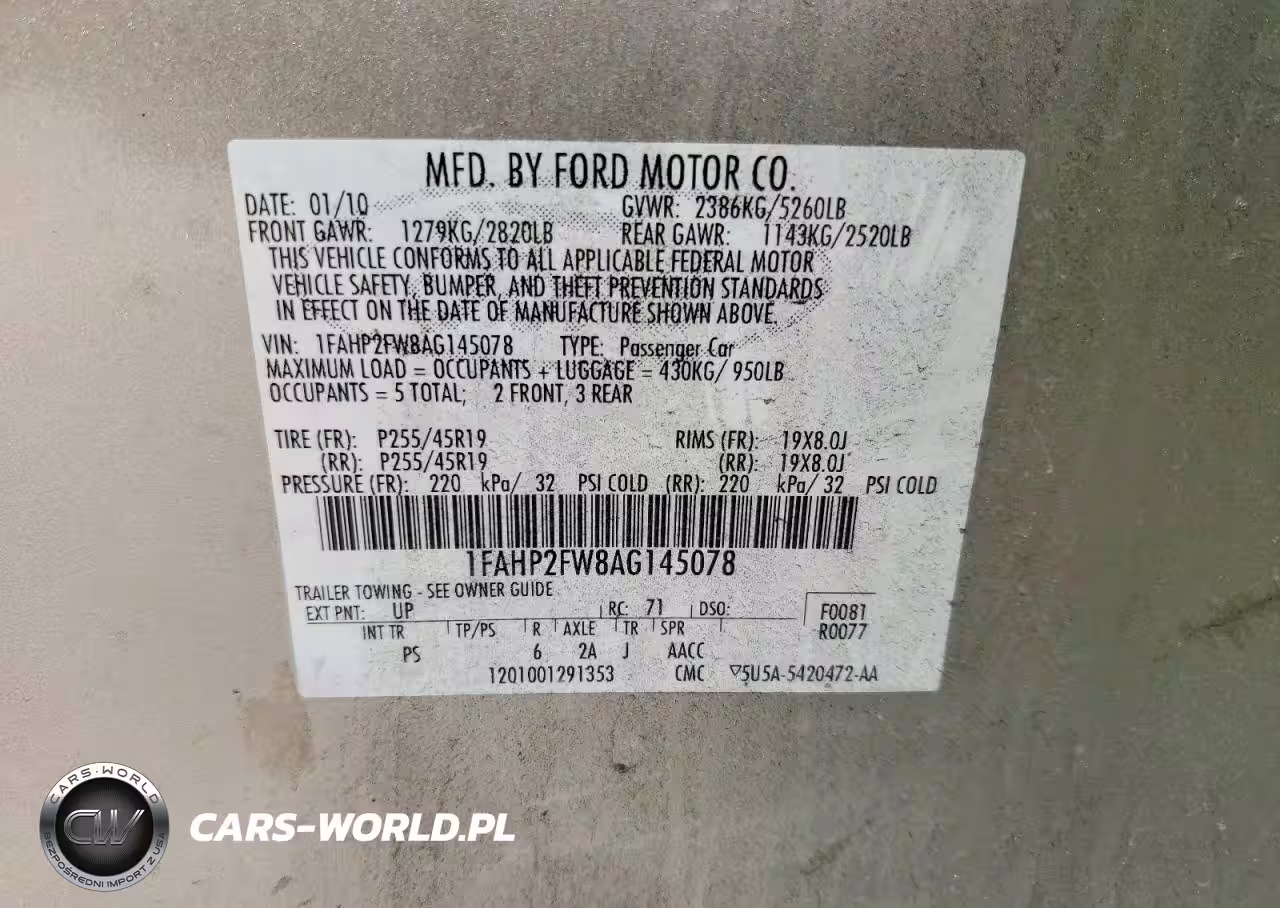 MFD. BY FORD MOTOR CO.
DATE: 01/10 GVWR: 2386KG/5260LB
FRONT GAWR: 1279KG/2820LB REAR GAWR: 1143KG/2520LB
THIS VEHICLE CONFORMS TO ALL APPLICABLE FEDERAL MOTOR
VEHICLE SAFETY, BUMPER, AND THEFT PREVENTION STANDARDS
IN EFFECT ON THE DATE OF MANUFACTURE SHOWN ABOVE.
VIN: 1FAHP2FW8AG145078 TYPE: Passenger Car
MAXIMUM LOAD = OCCUPANTS + LUGGAGE = 430KG/ 950LB
OCCUPANTS = 5 TOTAL; 2 FRONT, 3 REAR
TIRE (FR): P255/45R19 RIMS (FR): 19X8.0J
(RR): P255/45R19 (RR): 19X8.0J
PRESSURE (FR): 220 kPa/ 32 PSI COLD (RR): 220 kPa/ 32 PSI COLD
1FAHP2FW8AG145078
TRAILER TOWING - SEE OWNER GUIDE
EXT PNT: UP RC: 71 DSO: F0081
R0077
INT TR TP/PS R AXLE TR SPR
PS 6 2A J AACC
1201001291353 CMC ▽5U5A-5420472-AA
CARS-WORLD
CW
BEZPOŚREDNI IMPORT Z USA
CARS-WORLD.PL